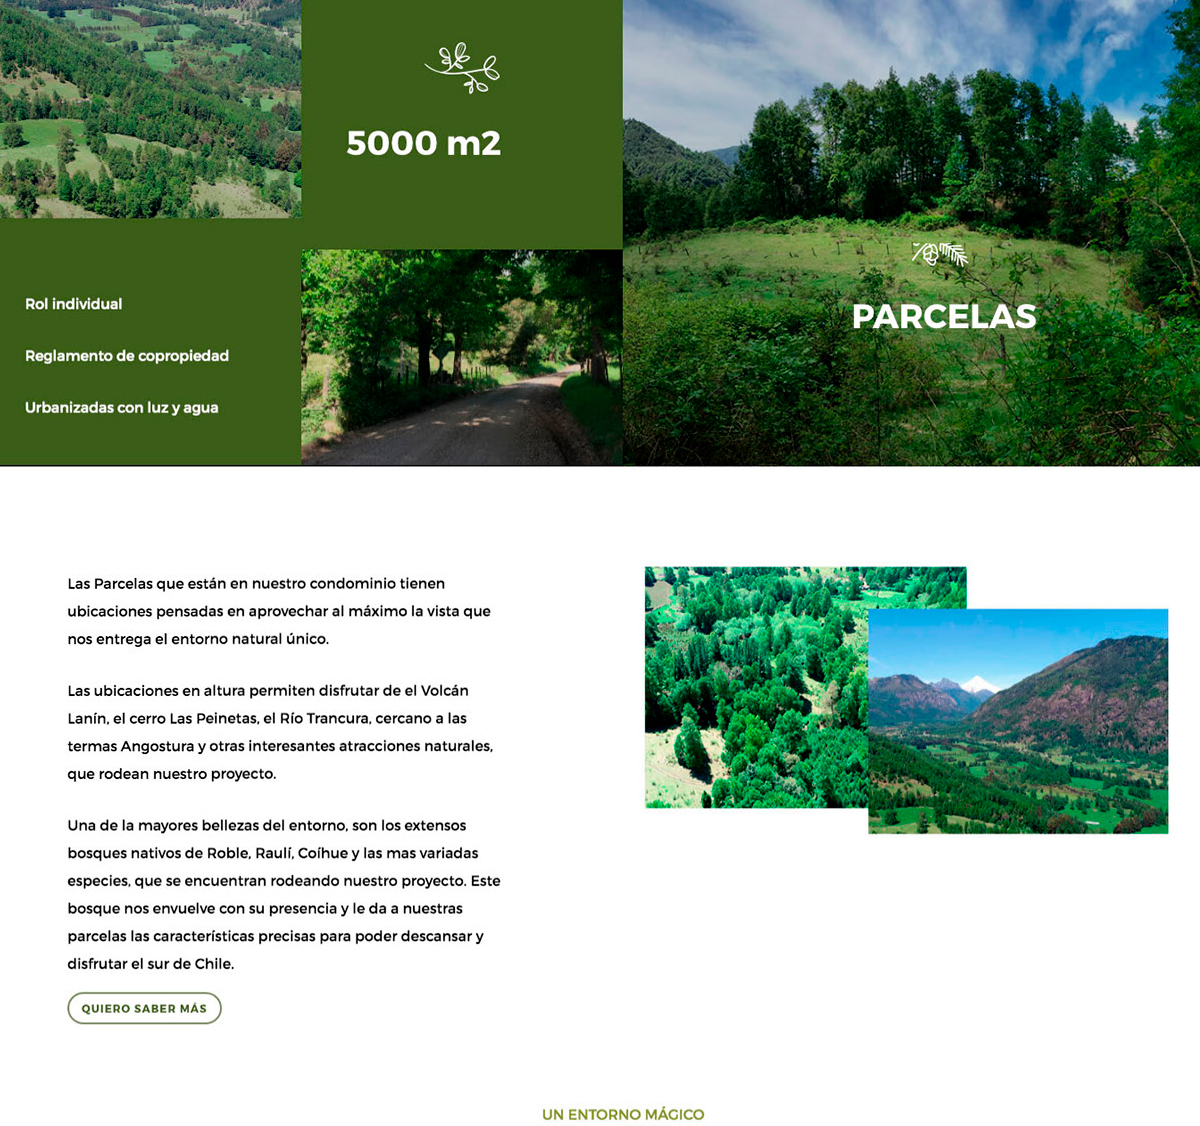 5000 m2
PARCELAS
Rol individual
Reglamento de copropiedad
Urbanizadas con luz y agua
Las Parcelas que están en nuestro condominio tienen
ubicaciones pensadas en aprovechar al máximo la vista que
nos entrega el entorno natural único.
Las ubicaciones en altura permiten disfrutar de el Volcán
Lanín, el cerro Las Peinetas, el Río Trancura, cercano a las
termas Angostura y otras interesantes atracciones naturales,
que rodean nuestro proyecto.
Una de la mayores bellezas del entorno, son los extensos
bosques nativos de Roble, Raulí, Coíhue y las mas variadas
especies, que se encuentran rodeando nuestro proyecto. Este
bosque nos envuelve con su presencia y le da a nuestras
parcelas las características precisas para poder descansar y
disfrutar el sur de Chile.
QUIERO SABER MÁS
UN ENTORNO MÁGICO